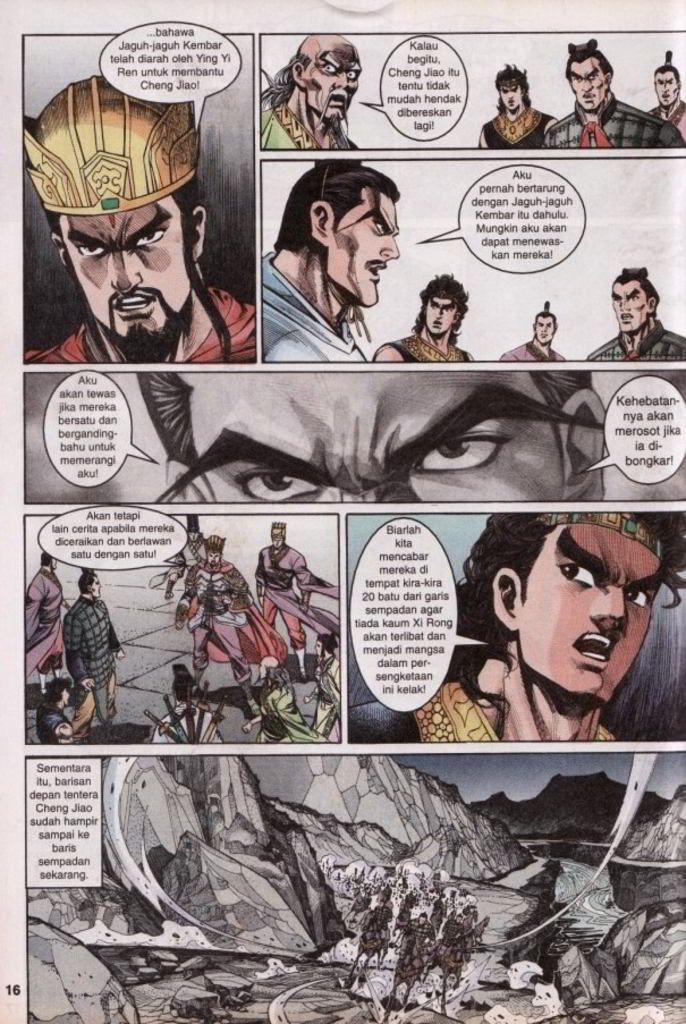 ...bahawa
Jaguh-jaguh Kembar
telah diarah oleh Ying Yi
Ren untuk membantu
Cheng Jiao!
Kalau
begitu,
Cheng Jiao itu
tentu tidak
mudah hendak
dibereskan
lagi!
Aku
pernah bertarung
dengan Jaguh-jaguh
Kembar itu dahulu.
Mungkin aku akan
dapat menewas-
kan mereka!
Aku
akan tewas
jika mereka
bersatu dan
berganding-
bahu untuk
memerangi
aku!
Kehebatan-
nya akan
merosot jika
ia di-
bongkar!
Akan tetapi
lain cerita apabila mereka
diceraikan dan berlawan
satu dengan satu!
Biarlah
kita
mencabar
mereka di
tempat kira-kira
20 batu dari garis
sempadan agar
tiada kaum Xi Rong
akan terlibat dan
menjadi mangsa
dalam per-
sengketaan
ini kelak!
Sementara
itu, barisan
depan tentera
Cheng Jiao
sudah hampir
sampai ke
baris
sempadan
sekarang.
16